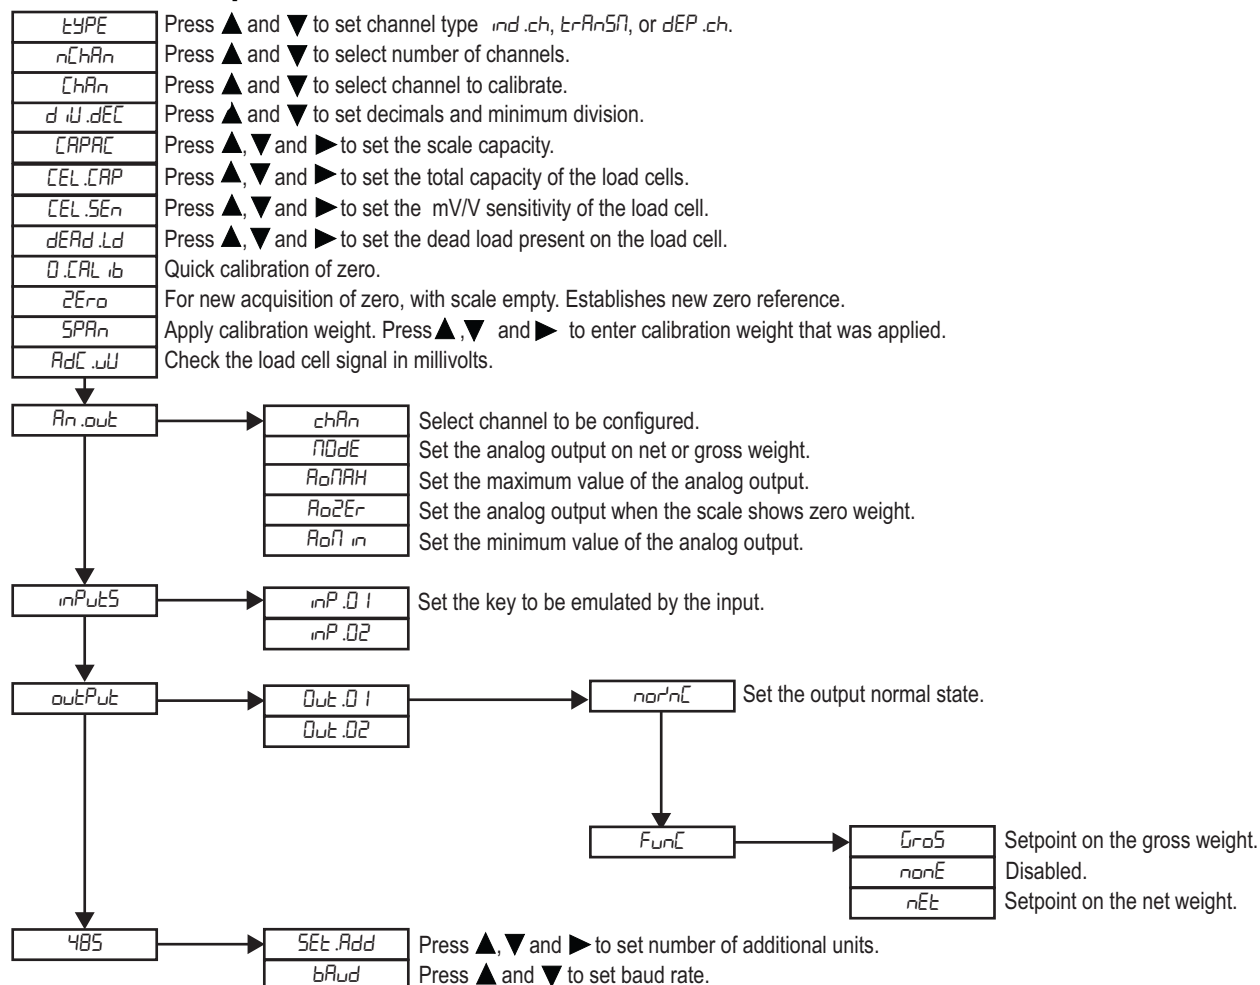 tYPE Press ▲ and ▼ to set channel type ind.ch, trAnSM, or dEP.ch.
nChAn Press ▲ and ▼ to select number of channels.
ChAn Press ▲ and ▼ to select channel to calibrate.
diU.dEC Press ▲ and ▼ to set decimals and minimum division.
CAPAC Press ▲, ▼ and ▶ to set the scale capacity.
CEL.CAP Press ▲, ▼ and ▶ to set the total capacity of the load cells.
CEL.SEn Press ▲, ▼ and ▶ to set the mV/V sensitivity of the load cell.
dEAd.Ld Press ▲, ▼ and ▶ to set the dead load present on the load cell.
0.CALib Quick calibration of zero.
2Ero For new acquisition of zero, with scale empty. Establishes new zero reference.
SPAn Apply calibration weight. Press ▲, ▼ and ▶ to enter calibration weight that was applied.
AdC.uU Check the load cell signal in millivolts.
An.out chAn Select channel to be configured.
MOdE Set the analog output on net or gross weight.
AoMAH Set the maximum value of the analog output.
Ao2Er Set the analog output when the scale shows zero weight.
AoMin Set the minimum value of the analog output.
inPutS inP.01 Set the key to be emulated by the input.
inP.02
outPut Out.01 no/nC Set the output normal state.
Out.02
FunC GroS Setpoint on the gross weight.
nonE Disabled.
nEt Setpoint on the net weight.
485 SEt.Add Press ▲, ▼ and ▶ to set number of additional units.
bAud Press ▲ and ▼ to set baud rate.